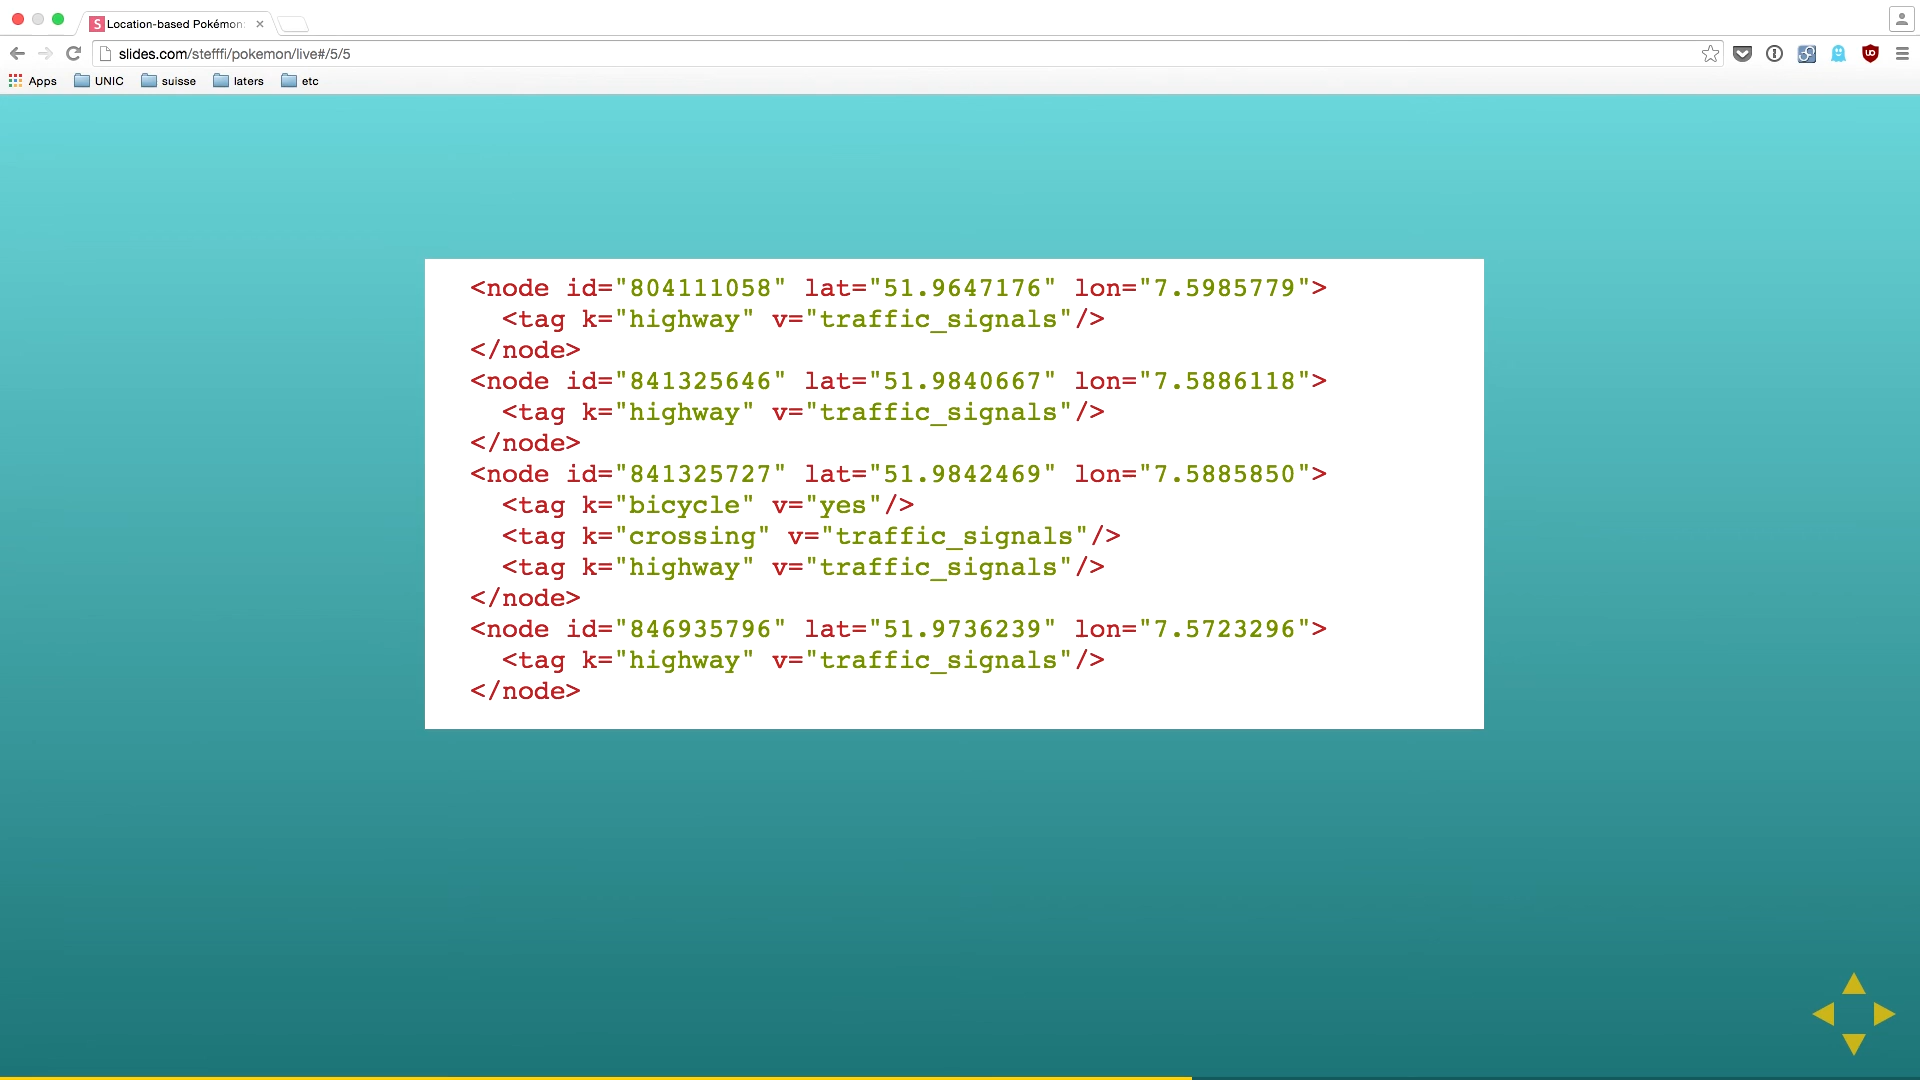 Location-based Pokémon
slides.com/stefffi/pokemon/live#/5/5
Apps UNIC suisse laters etc
<node id="804111058" lat="51.9647176" lon="7.5985779">
<tag k="highway" v="traffic_signals"/>
</node>
<node id="841325646" lat="51.9840667" lon="7.5886118">
<tag k="highway" v="traffic_signals"/>
</node>
<node id="841325727" lat="51.9842469" lon="7.5885850">
<tag k="bicycle" v="yes"/>
<tag k="crossing" v="traffic_signals"/>
<tag k="highway" v="traffic_signals"/>
</node>
<node id="846935796" lat="51.9736239" lon="7.5723296">
<tag k="highway" v="traffic_signals"/>
</node>